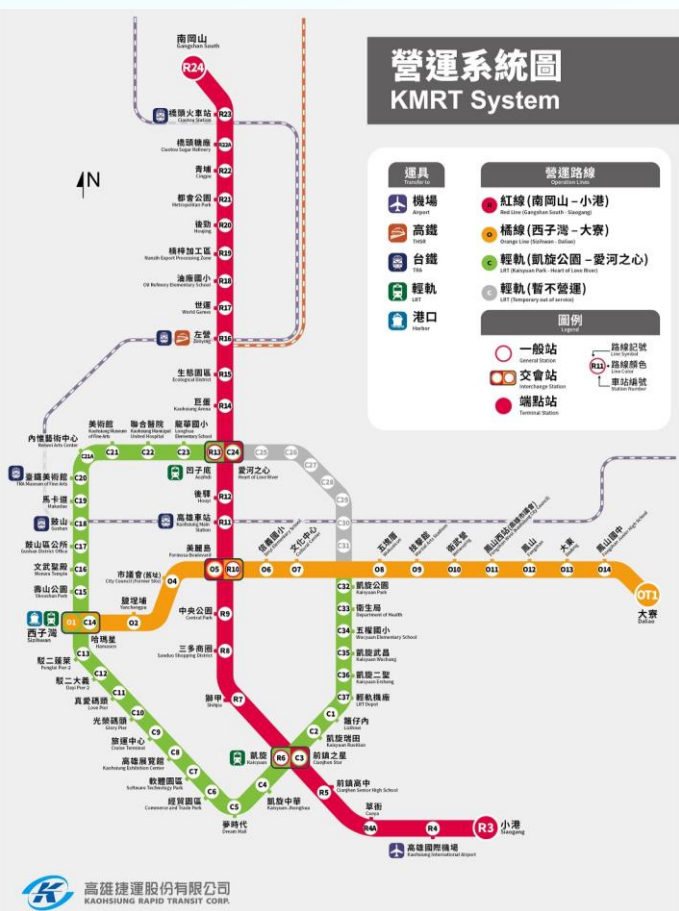 營運系統圖
KMRT System
N
運具
Transfer to
機場
Airport
高鐵
THSR
台鐵
TRA
輕軌
LRT
港口
Harbor
營運路線
Operation Lines
R
紅線(南岡山–小港)
Red Line (Gangshan South - Siaogang)
O
橘線(西子灣–大寮)
Orange Line (Sizihwan - Daliao)
C
輕軌(凱旋公園–愛河之心)
LRT (Kaisyuan Park - Heart of Love River)
C
輕軌(暫不營運)
LRT (Temporary out of service)
圖例
Legend
一般站
General Station
交會站
Interchange Station
端點站
Terminal Station
R11
路線記號
Line Symbol
路線顏色
Line Color
車站編號
Station Number
南岡山
Gangshan South
R24
橋頭火車站
R23
橋頭糖廠
Ciaotou Sugar Refinery
R22A
青埔
Cingpu
R22
都會公園
Metropolitan Park
R21
後勁
Houjing
R20
楠梓加工區
Nanzih Export Processing Zone
R19
油廠國小
Oil Refinery Elementary School
R18
世運
World Games
R17
左營
Zuoying
R16
生態園區
Ecological District
R15
巨蛋
Kaohsiung Arena
R14
凹子底
Aozihdi
R13
C24
愛河之心
Heart of Love River
後驛
Houyi
R12
高雄車站
Kaohsiung Main Station
R11
美麗島
Formosa Boulevard
O5
R10
中央公園
Central Park
R9
三多商圈
Sanduo Shopping District
R8
獅甲
Shihjia
R7
凱旋
Kaisyuan
R6
C3
前鎮之星
Cianjhen Star
前鎮高中
Cianjhen Senior High School
R5
草衙
Caoya
R4A
R4
高雄國際機場
Kaohsiung International Airport
R3
小港
Siaogang
西子灣
Sizihwan
O1
C14
哈瑪星
Hamasen
鹽埕埔
Yanchengpu
O2
市議會(舊址)
City Council (Former Site)
O4
信義國小
O6
文化中心
Cultural Center
O7
五塊厝
O8
技擊館
O9
衛武營
Weiwuying
O10
鳳山西站(高雄市議會)
O11
鳳山
Fongshan
O12
大東
Dadong
O13
鳳山國中
O14
OT1
大寮
Daliao
龍華國小
Longhua Elementary School
聯合醫院
Kaohsiung Municipal United Hospital
C23
C22
美術館
Kaohsiung Museum of Fine Arts
C21
內惟藝術中心
Neiwei Arts Center
C21A
臺鐵美術館
TRA Museum of Fine Arts
C20
馬卡道
Makadao
C19
鼓山
Gushan
C18
鼓山區公所
Gushan District Office
C17
文武聖殿
Wunwu Temple
C16
壽山公園
Shoushan Park
C15
C13
駁二蓬萊
Penglai Pier-2
C12
駁二大義
Dayi Pier-2
C11
真愛碼頭
Love Pier
C10
光榮碼頭
Glory Pier
C9
旅運中心
Cruise Terminal
C8
高雄展覽館
Kaohsiung Exhibition Center
C7
軟體園區
Software Technology Park
C6
經貿園區
Commerce and Trade Park
C5
夢時代
Dream Mall
C4
凱旋中華
Kaisyuan Jhonghua
C2
凱旋瑞田
Kaisyuan Rueitian
C1
籬仔內
Lizihnei
C37
輕軌機廠
LRT Depot
C36
凱旋二聖
Kaisyuan Ersheng
C35
凱旋武昌
Kaisyuan Wuchang
C34
五權國小
Wucyuan Elementary School
C33
衛生局
Department of Health
C32
凱旋公園
Kaisyuan Park
C31
C30
C29
C28
C27
C26
C25
高雄捷運股份有限公司
KAOHSIUNG RAPID TRANSIT CORP.